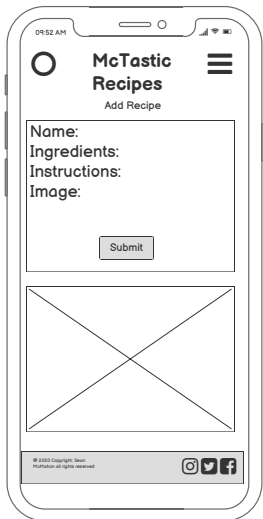 09:52 AM
McTastic
Recipes
Add Recipe
Name:
Ingredients:
Instructions:
Image:
Submit
© 2020 Copyright: Sean
McMahon all rights reserved